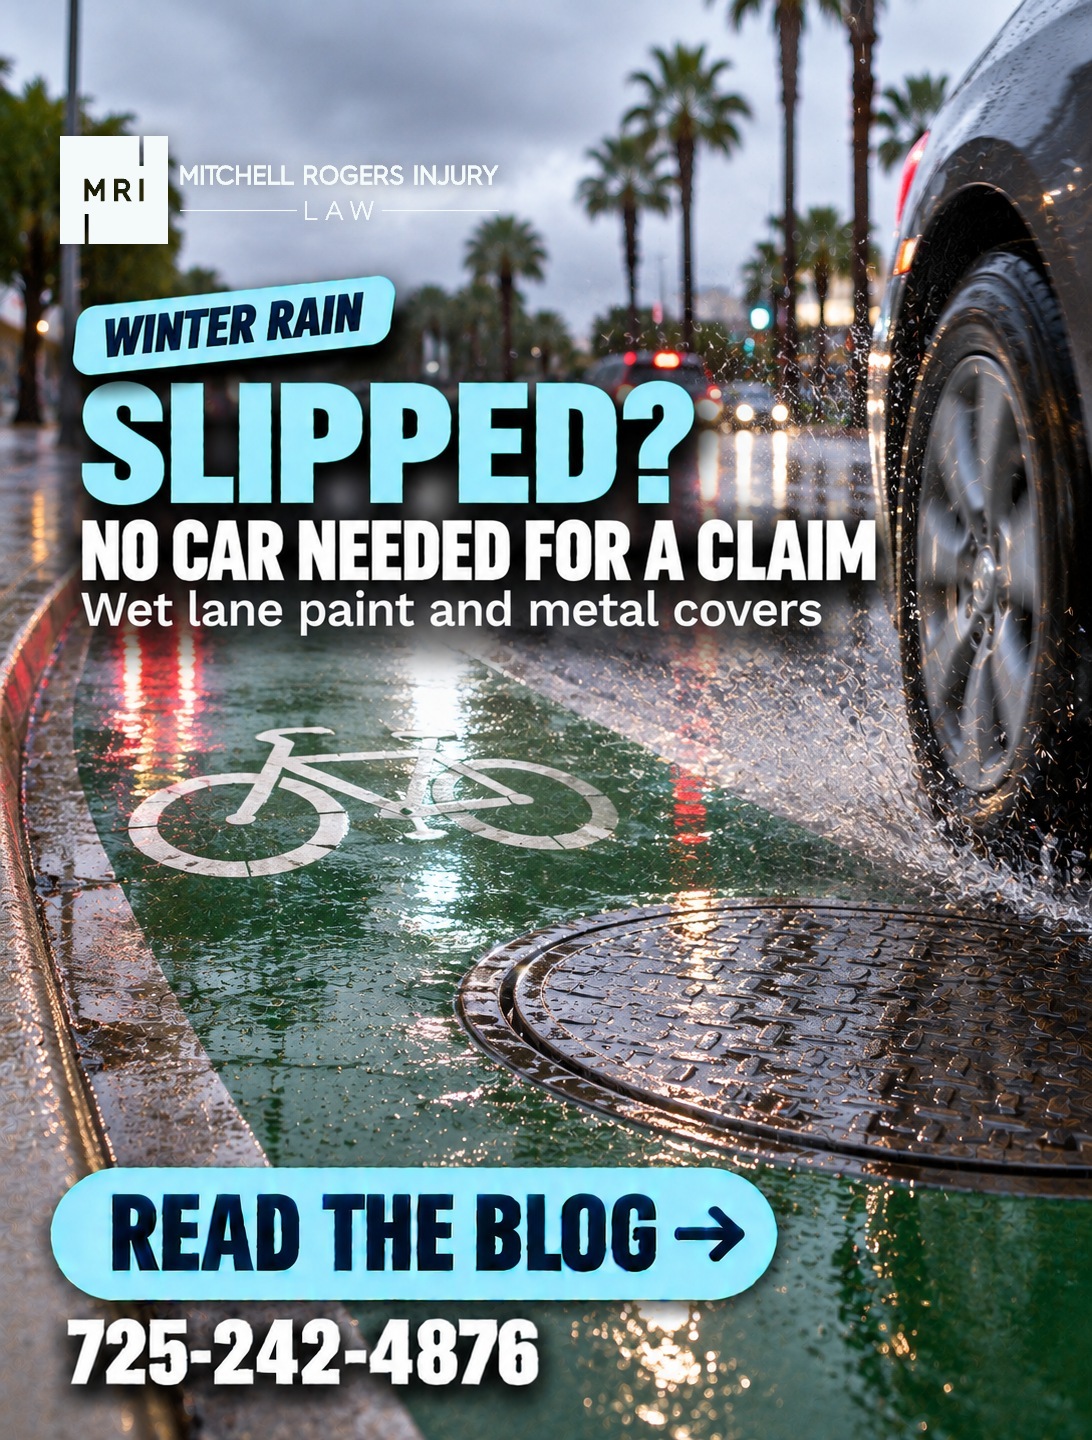 MRI
MITCHELL ROGERS INJURY
LAW
WINTER RAIN
SLIPPED?
NO CAR NEEDED FOR A CLAIM
Wet lane paint and metal covers
READ THE BLOG →
725-242-4876